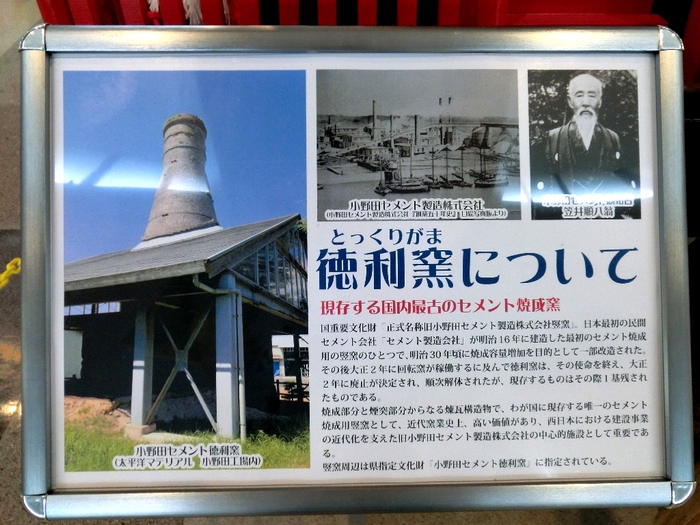 小野田セメント製造株式会社
(小野田セメント製造株式会社『創業五十年史』口絵写真版より)
笠井順八翁
とっくりがま
徳利窯について
現存する国内最古のセメント焼成窯
国重要文化財「正式名称旧小野田セメント製造株式会社竪窯」。日本最初の民間
セメント会社「セメント製造会社」が明治16年に建造した最初のセメント焼成
用の竪窯のひとつで、明治30年頃に焼成容量増加を目的として一部改造された。
その後大正2年に回転窯が稼働するに及んで徳利窯は、その使命を終え、大正
2年に廃止が決定され、順次解体されたが、現存するものはその際1基残され
たものである。
焼成部分と煙突部分からなる煉瓦構造物で、わが国に現存する唯一のセメント
焼成用竪窯として、近代窯業史上、高い価値があり、西日本における建設事業
の近代化を支えた旧小野田セメント製造株式会社の中心的施設として重要であ
る。
竪窯周辺は県指定文化財「小野田セメント徳利窯」に指定されている。
小野田セメント徳利窯
(太平洋マテリアル 小野田工場内)